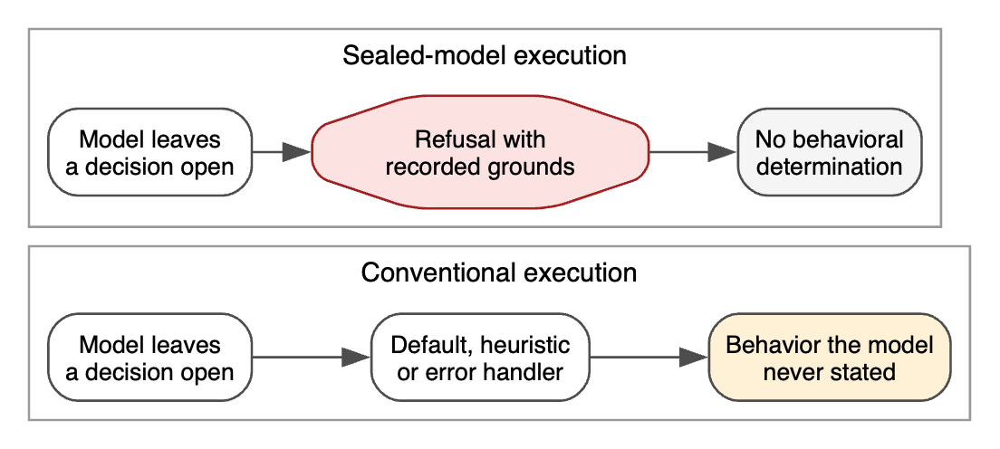 Sealed-model execution
Model leaves
a decision open
Refusal with
recorded grounds
No behavioral
determination
Conventional execution
Model leaves
a decision open
Default, heuristic
or error handler
Behavior the model
never stated